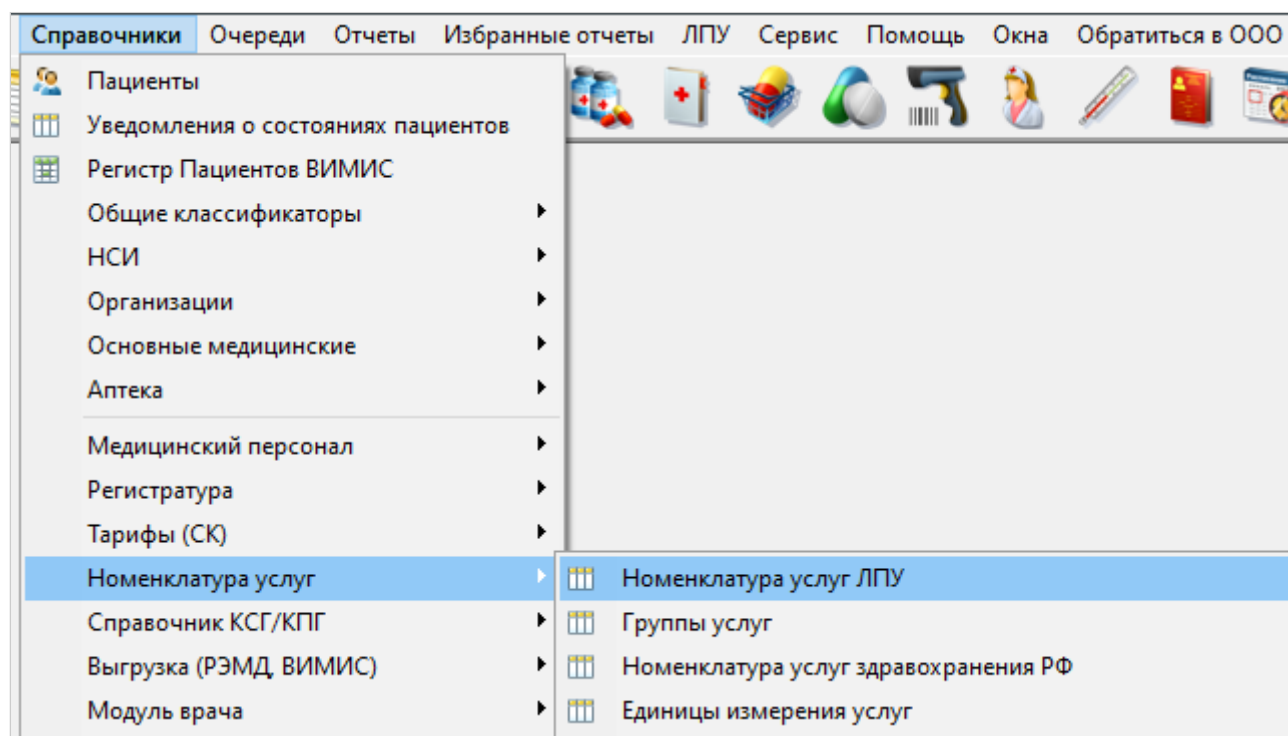 Справочники Очереди Отчеты Избранные отчеты ЛПУ Сервис Помощь Окна Обратиться в ООО
Пациенты
Уведомления о состояниях пациентов
Регистр Пациентов ВИМИС
Общие классификаторы
НСИ
Организации
Основные медицинские
Аптека
Медицинский персонал
Регистратура
Тарифы (СК)
Номенклатура услуг
Номенклатура услуг ЛПУ
Справочник КСГ/КПГ
Группы услуг
Выгрузка (РЭМД, ВИМИС)
Номенклатура услуг здравохранения РФ
Модуль врача
Единицы измерения услуг